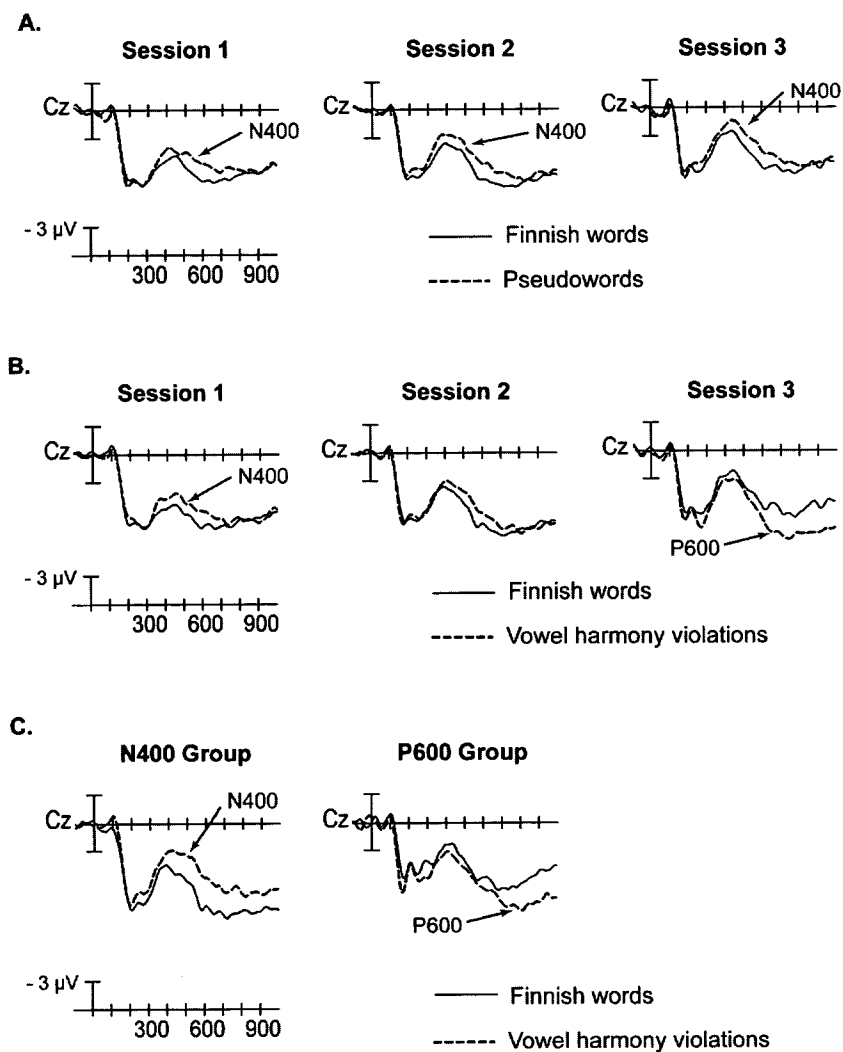 A.
Session 1 Session 2 Session 3
Cz N400 Cz N400 Cz N400
- 3 µV
300 600 900
Finnish words
Pseudowords
B.
Session 1 Session 2 Session 3
Cz N400 Cz Cz P600
- 3 µV
300 600 900
Finnish words
Vowel harmony violations
C.
N400 Group P600 Group
Cz N400 Cz P600
- 3 µV
300 600 900
Finnish words
Vowel harmony violations